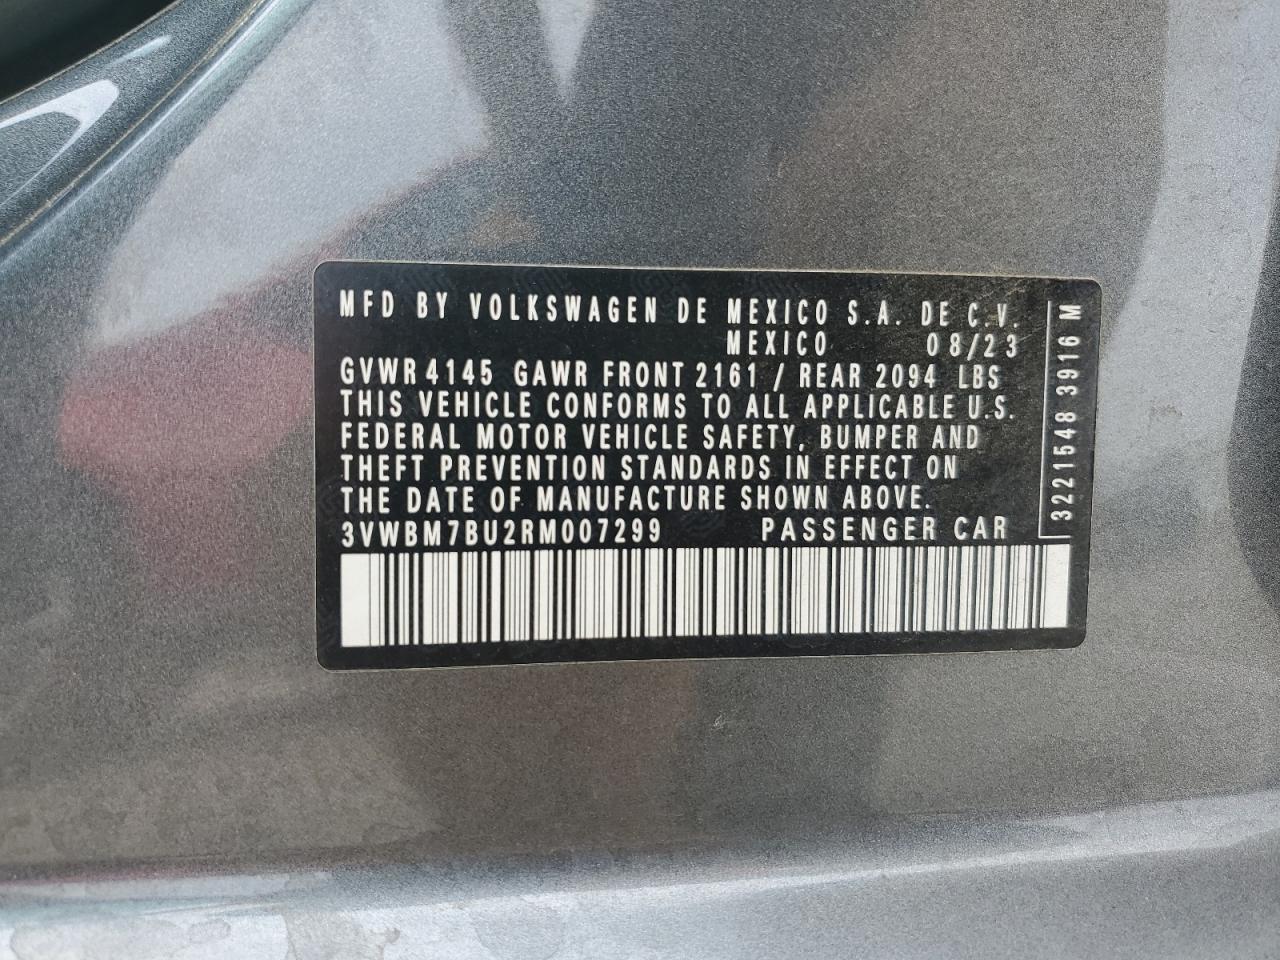 MFD BY VOLKSWAGEN DE MEXICO S.A. DE C.V.
MEXICO 08/23
GVWR 4145 GAWR FRONT 2161 / REAR 2094 LBS
THIS VEHICLE CONFORMS TO ALL APPLICABLE U.S.
FEDERAL MOTOR VEHICLE SAFETY, BUMPER AND
THEFT PREVENTION STANDARDS IN EFFECT ON
THE DATE OF MANUFACTURE SHOWN ABOVE.
3VWBM7BU2RM007299 PASSENGER CAR
3221548 3916 M